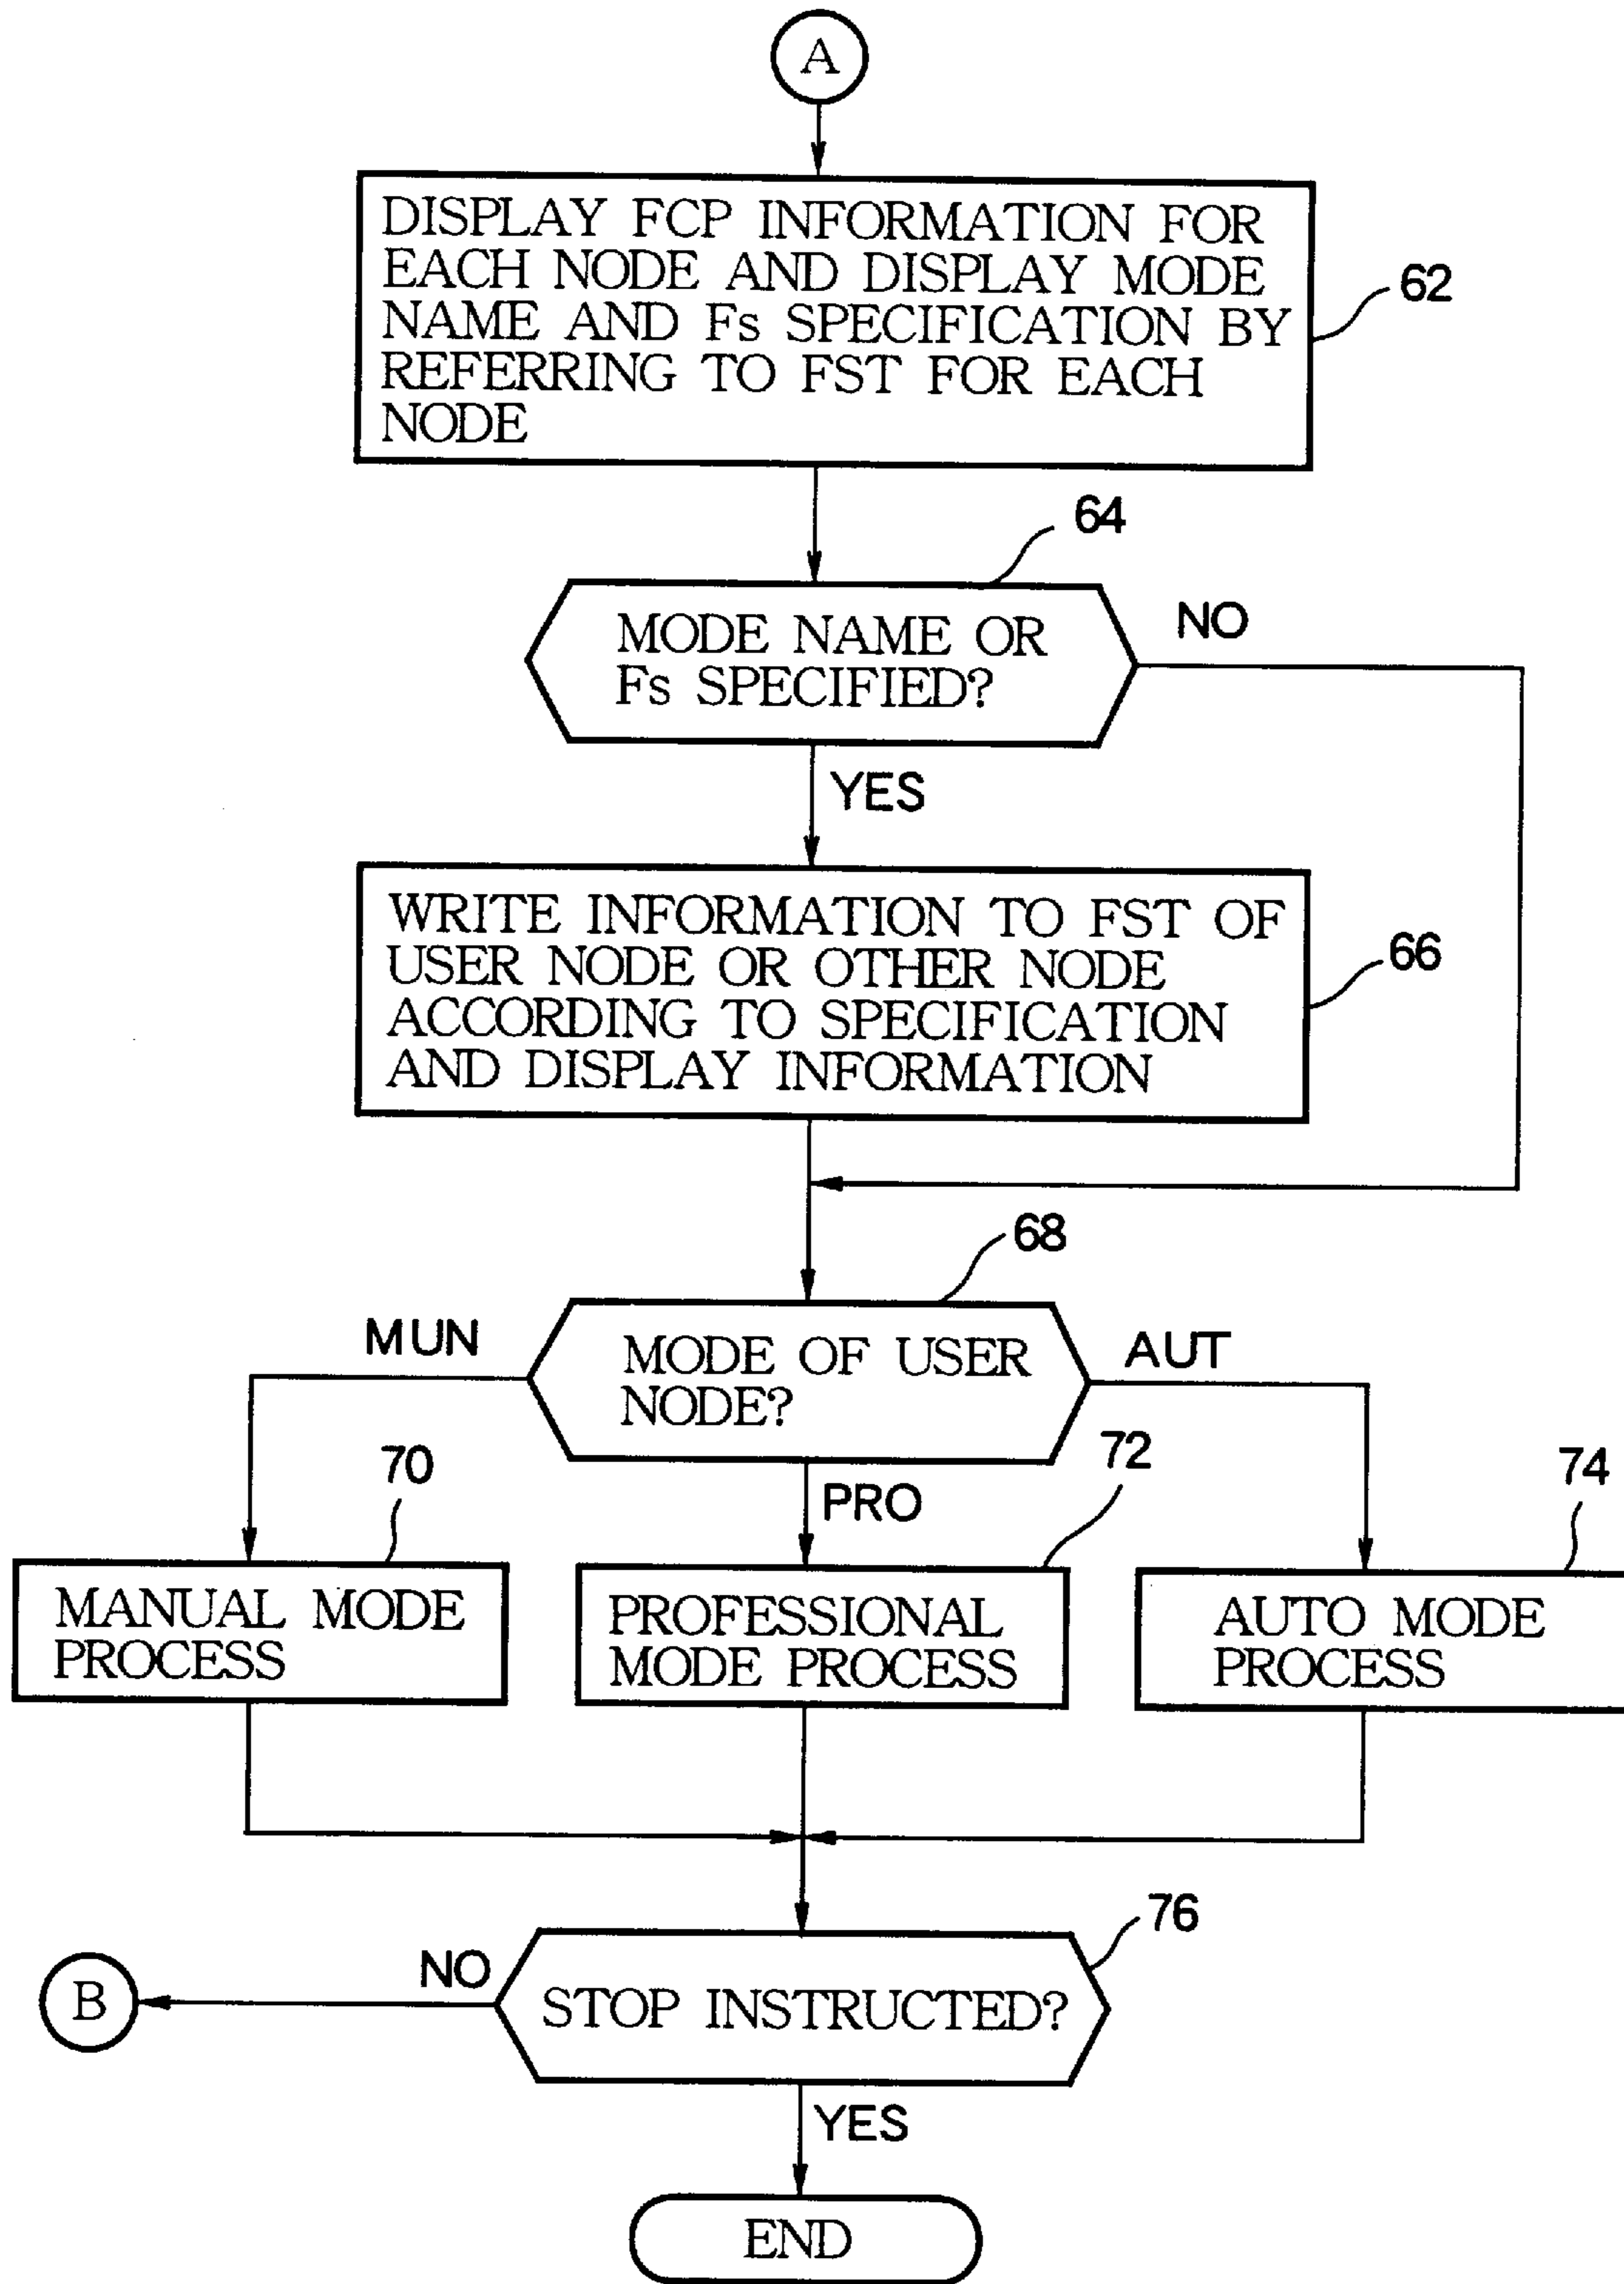 A
DISPLAY FCP INFORMATION FOR
EACH NODE AND DISPLAY MODE
NAME AND Fs SPECIFICATION BY
REFERRING TO FST FOR EACH
NODE
62
64
MODE NAME OR
Fs SPECIFIED?
NO
YES
WRITE INFORMATION TO FST OF
USER NODE OR OTHER NODE
ACCORDING TO SPECIFICATION
AND DISPLAY INFORMATION
66
68
MUN
MODE OF USER
NODE?
AUT
70
PRO
72
74
MANUAL MODE
PROCESS
PROFESSIONAL
MODE PROCESS
AUTO MODE
PROCESS
76
NO
B
STOP INSTRUCTED?
YES
END